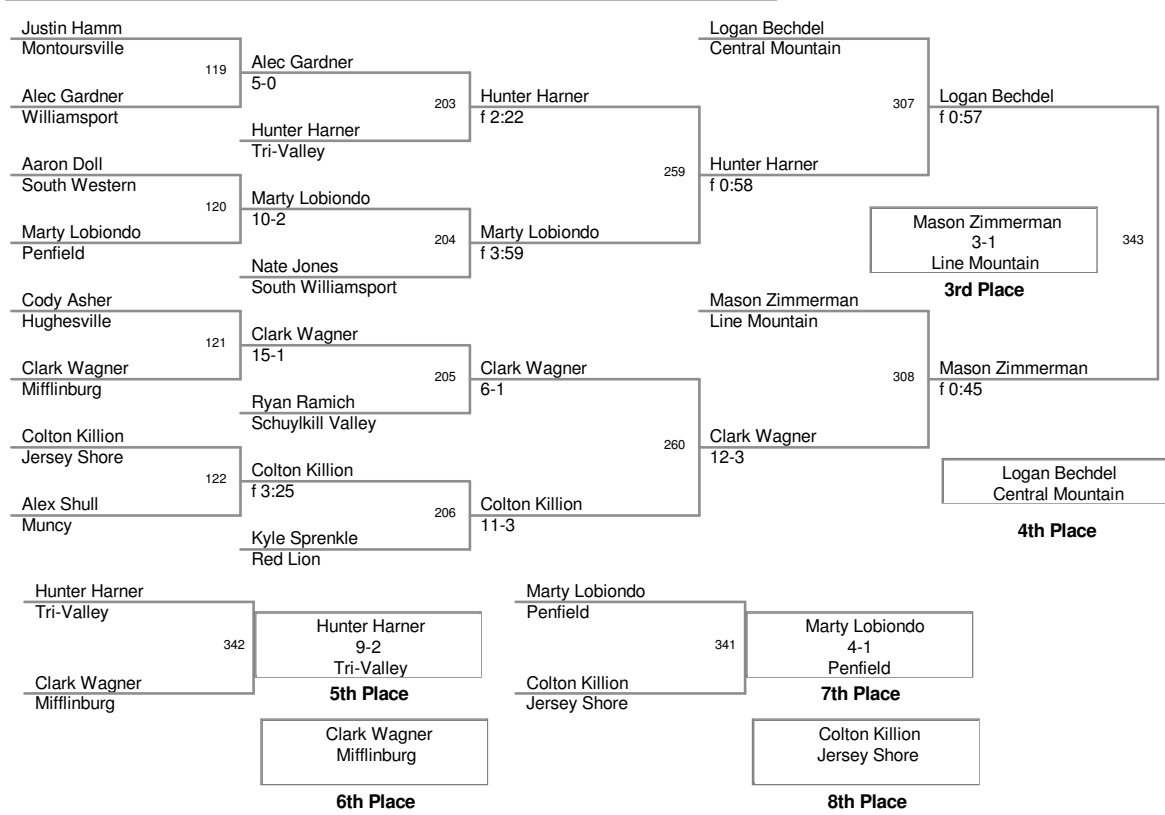 Justin Hamm
Montoursville
119
Alec Gardner
Williamsport
Aaron Doll
South Western
120
Marty Lobiondo
Penfield
Cody Asher
Hughesville
121
Clark Wagner
Mifflinburg
Colton Killion
Jersey Shore
122
Alex Shull
Muncy
Alec Gardner
5-0
203
Hunter Harner
Tri-Valley
Marty Lobiondo
10-2
204
Nate Jones
South Williamsport
Clark Wagner
15-1
205
Ryan Ramich
Schuylkill Valley
Colton Killion
f 3:25
206
Kyle Sprenkle
Red Lion
Hunter Harner
f 2:22
259
Marty Lobiondo
f 3:59
Clark Wagner
6-1
260
Colton Killion
11-3
Logan Bechdel
Central Mountain
307
Hunter Harner
f 0:58
Mason Zimmerman
Line Mountain
308
Clark Wagner
12-3
Logan Bechdel
f 0:57
343
Mason Zimmerman
f 0:45
Mason Zimmerman
3-1
Line Mountain
3rd Place
Logan Bechdel
Central Mountain
4th Place
Hunter Harner
Tri-Valley
342
Clark Wagner
Mifflinburg
Hunter Harner
9-2
Tri-Valley
5th Place
Clark Wagner
Mifflinburg
6th Place
Marty Lobiondo
Penfield
341
Colton Killion
Jersey Shore
Marty Lobiondo
4-1
Penfield
7th Place
Colton Killion
Jersey Shore
8th Place